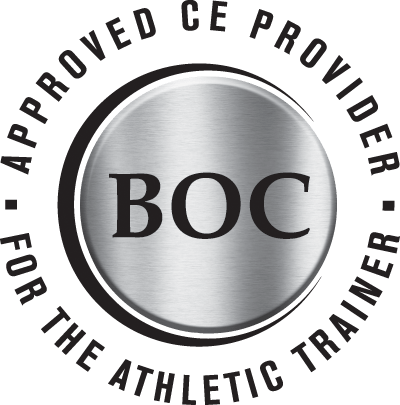 APPROVED CE PROVIDER
BOC
FOR THE ATHLETIC TRAINER